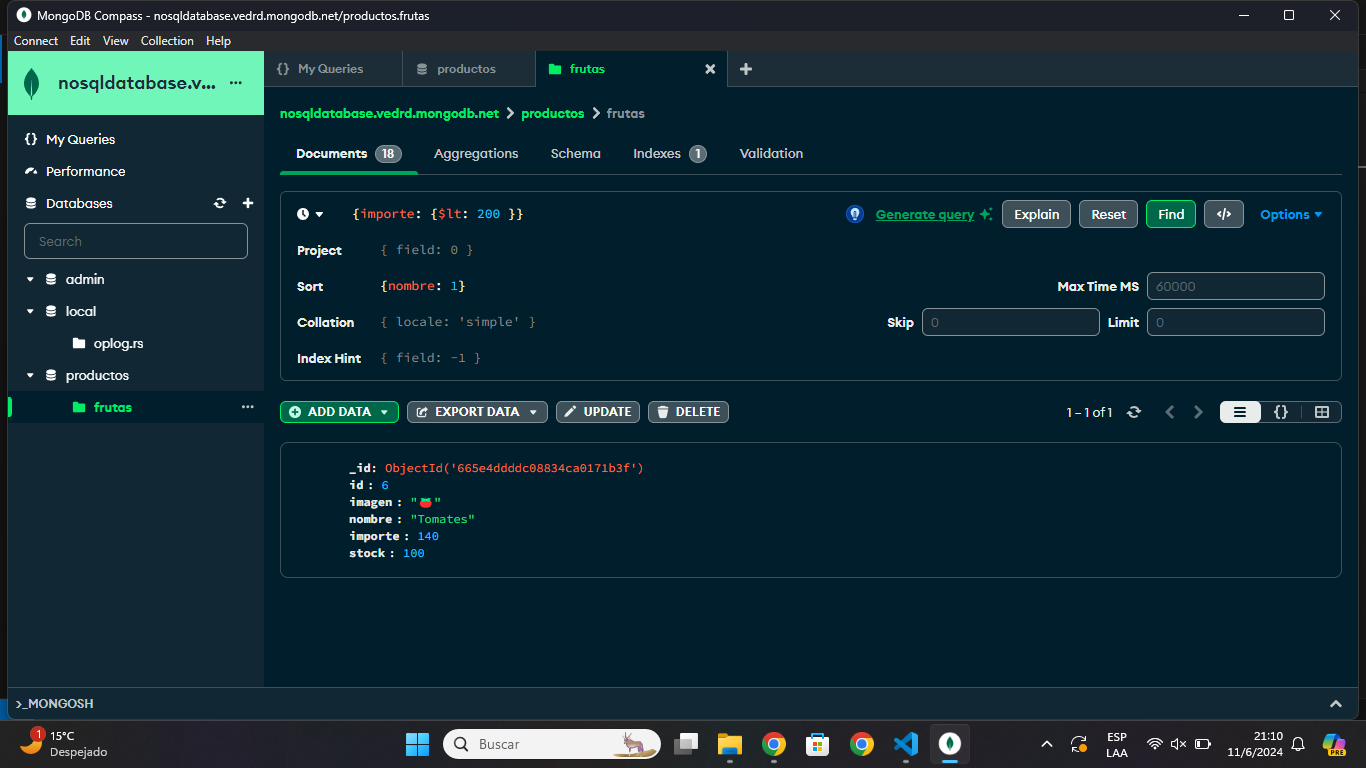 MongoDB Compass - nosqldatabase.vedrd.mongodb.net/productos.frutas
Connect Edit View Collection Help
nosqldatabase.v... ...
{} My Queries
productos
frutas
nosqldatabase.vedrd.mongodb.net > productos > frutas
{} My Queries
Performance
Databases
Search
admin
local
oplog.rs
productos
frutas ...
Documents 18 Aggregations Schema Indexes 1 Validation
{importe: {$lt: 200 }}
Generate query Explain Reset Find </> Options
Project { field: 0 }
Sort {nombre: 1} Max Time MS 60000
Collation { locale: 'simple' } Skip 0 Limit 0
Index Hint { field: -1 }
ADD DATA EXPORT DATA UPDATE DELETE 1 – 1 of 1 {}
_id: ObjectId('665e4ddddc08834ca0171b3f')
id : 6
imagen : "🍅"
nombre : "Tomates"
importe : 140
stock : 100
>_MONGOSH
1 15°C
Despejado
Buscar
ESP
LAA
21:10
11/6/2024
PRE